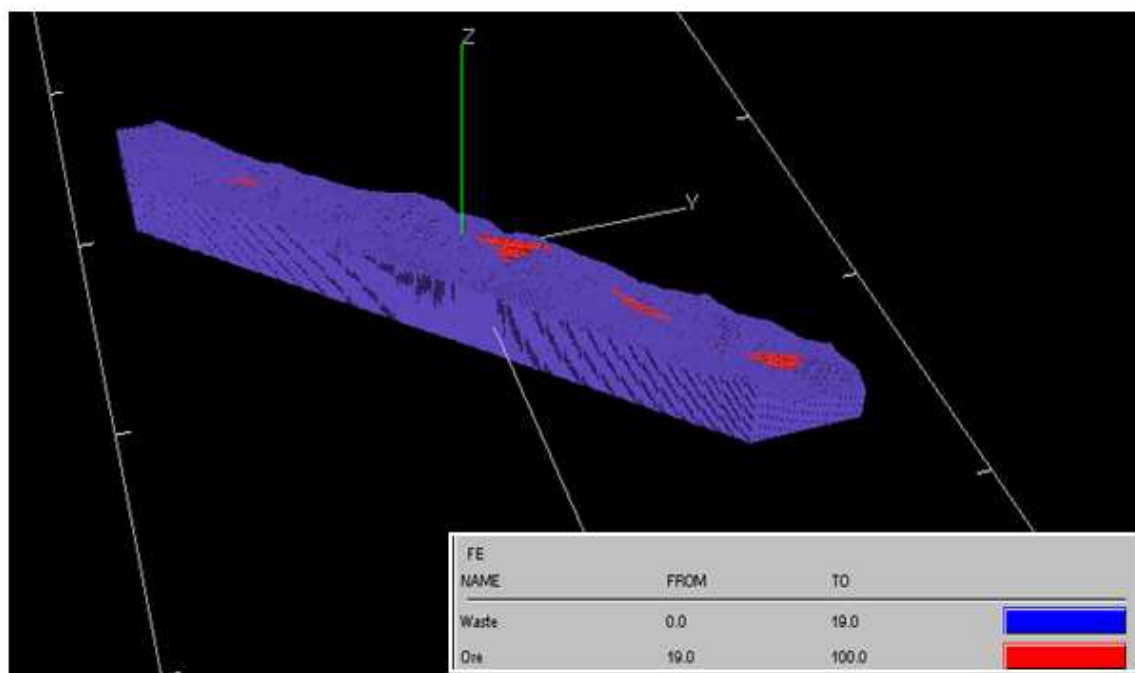 Z
Y
FE
NAME FROM TO
Waste 0.0 19.0
Ore 19.0 100.0